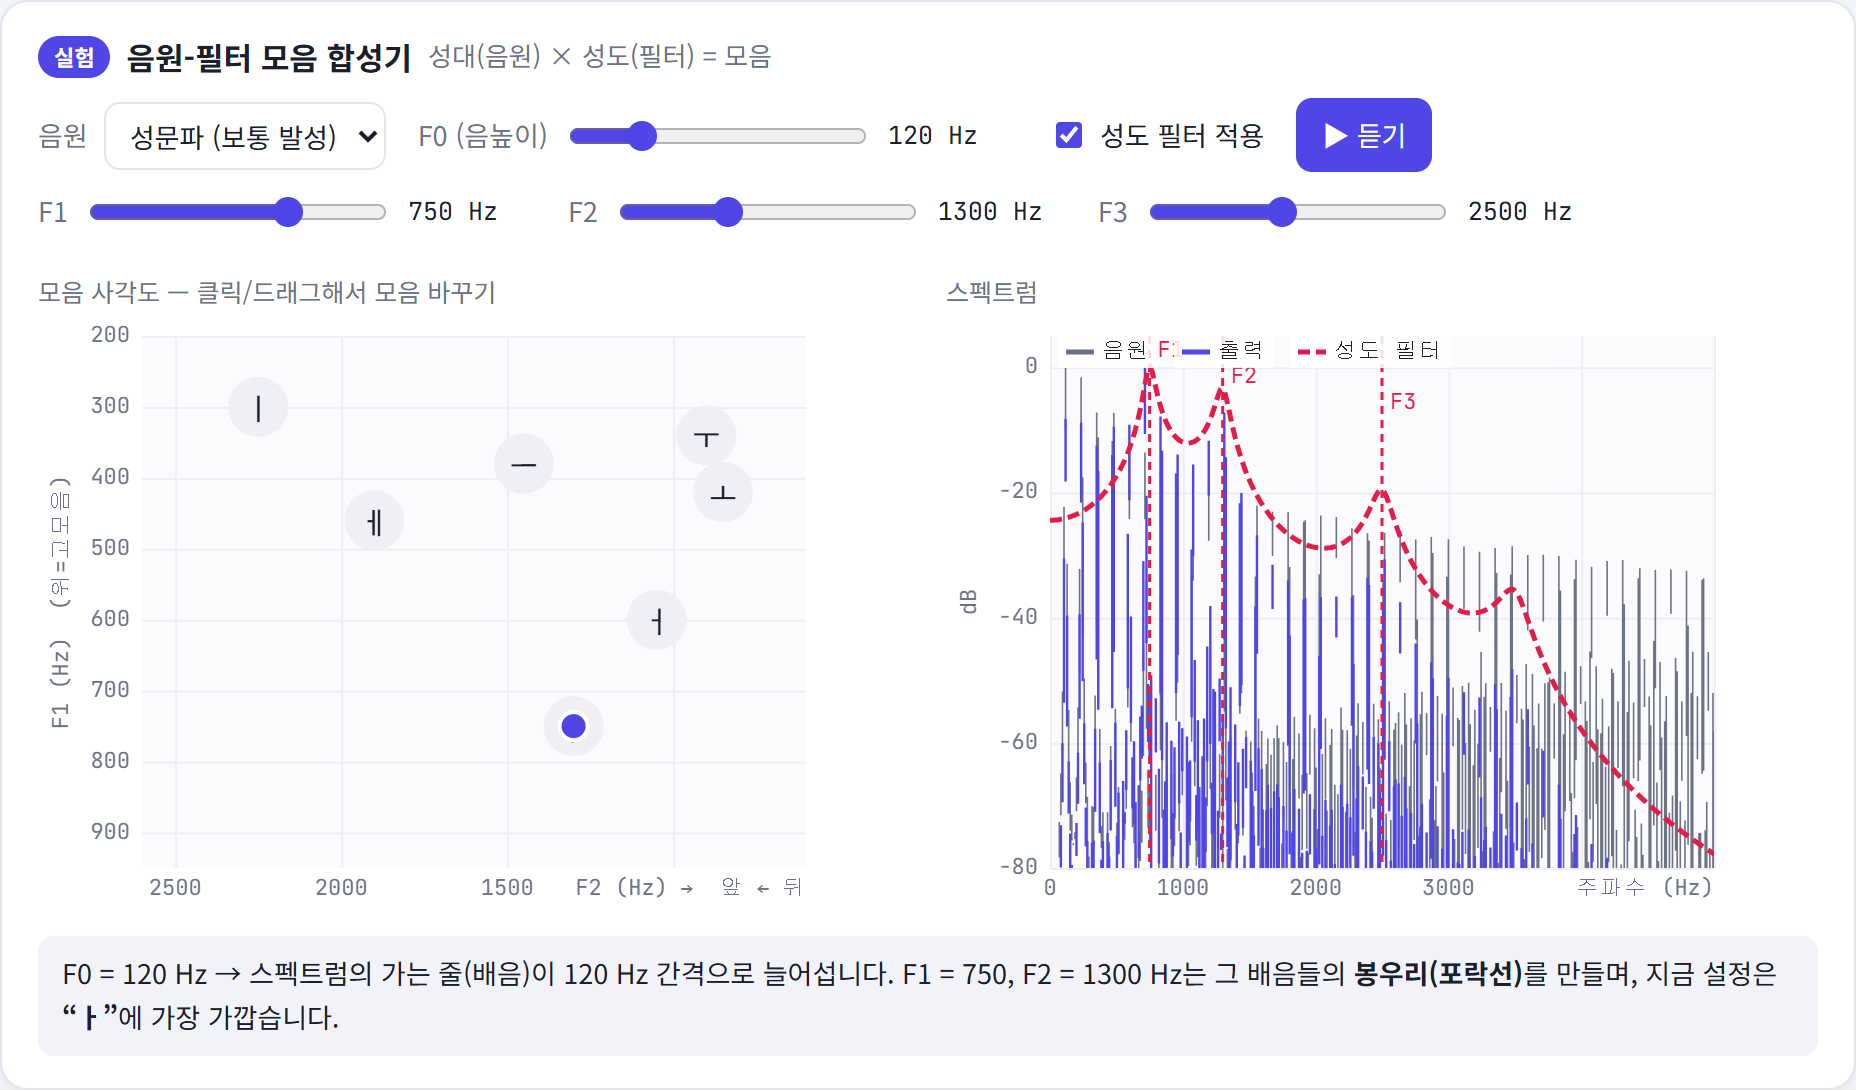 실험 음원-필터 모음 합성기 성대(음원) × 성도(필터) = 모음
음원 성문파 (보통 발성) F0 (음높이) 120 Hz 성도 필터 적용 ▶ 듣기
F1 750 Hz F2 1300 Hz F3 2500 Hz
모음 사각도 — 클릭/드래그해서 모음 바꾸기
200
300
400
500
600
700
800
900
F1 (Hz) (위=고모음)
ㅣ
ㅡ
ㅜ
ㅗ
ㅔ
ㅓ
2500 2000 1500 F2 (Hz) → 앞 ← 뒤
스펙트럼
음원 F1 출력 성도 필터
F2
F3
0
-20
-40
-60
-80
dB
0 1000 2000 3000 주파수 (Hz)
F0 = 120 Hz → 스펙트럼의 가는 줄(배음)이 120 Hz 간격으로 늘어섭니다. F1 = 750, F2 = 1300 Hz는 그 배음들의 봉우리(포락선)를 만들며, 지금 설정은
“ㅏ”에 가장 가깝습니다.